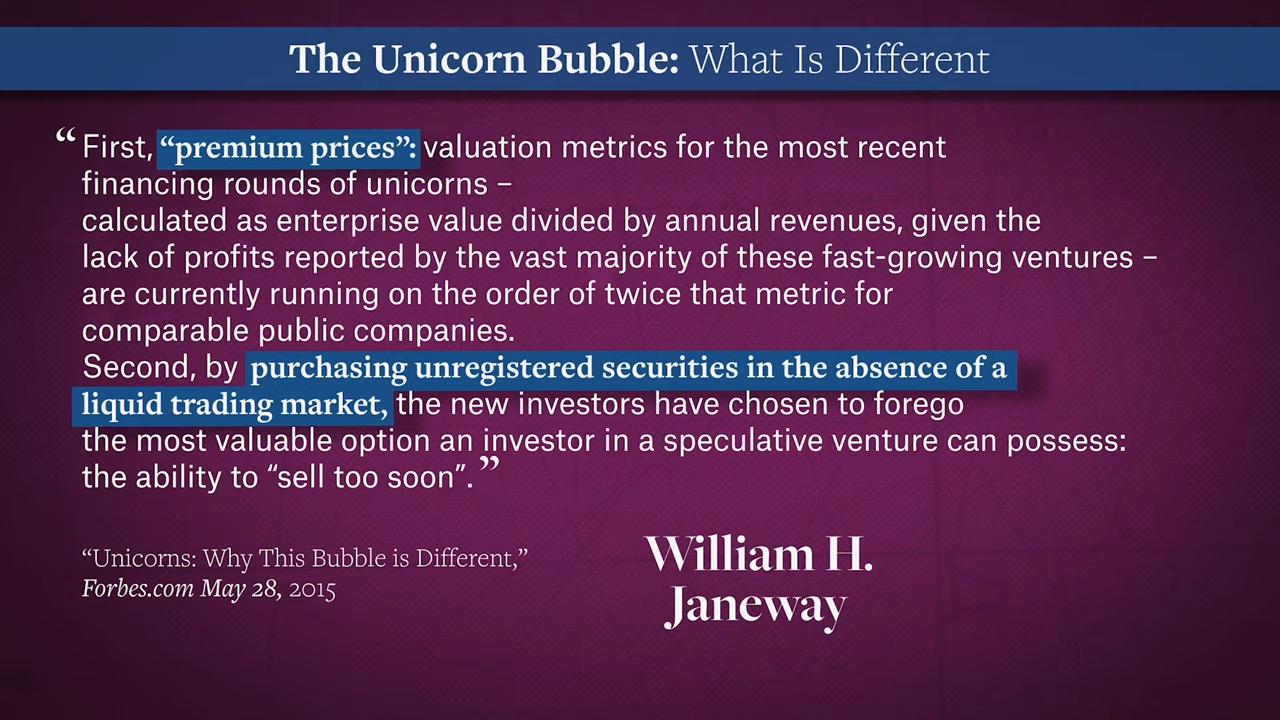 The Unicorn Bubble: What Is Different
“ First, “premium prices”: valuation metrics for the most recent
financing rounds of unicorns –
calculated as enterprise value divided by annual revenues, given the
lack of profits reported by the vast majority of these fast-growing ventures –
are currently running on the order of twice that metric for
comparable public companies.
Second, by purchasing unregistered securities in the absence of a
liquid trading market, the new investors have chosen to forego
the most valuable option an investor in a speculative venture can possess:
the ability to “sell too soon”. ”
“Unicorns: Why This Bubble is Different,”
Forbes.com May 28, 2015
William H.
Janeway